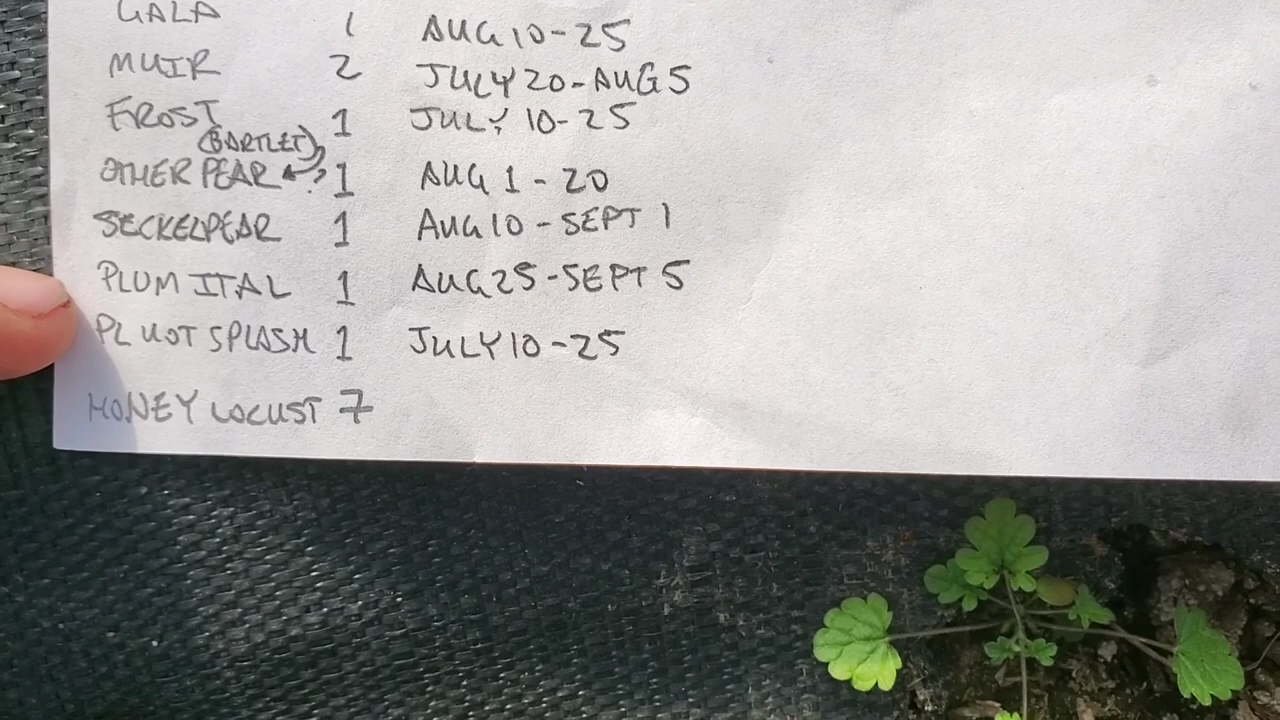 GALA 1 AUG 10-25
MUIR 2 JULY 20-AUG 5
FROST 1 JULY 10-25
(BARTLET)
OTHER PEAR ? 1 AUG 1-20
SECKELPEAR 1 AUG 10-SEPT 1
PLUM ITAL 1 AUG 25-SEPT 5
PLUOT SPLASH 1 JULY 10-25
HONEY LOCUST 7